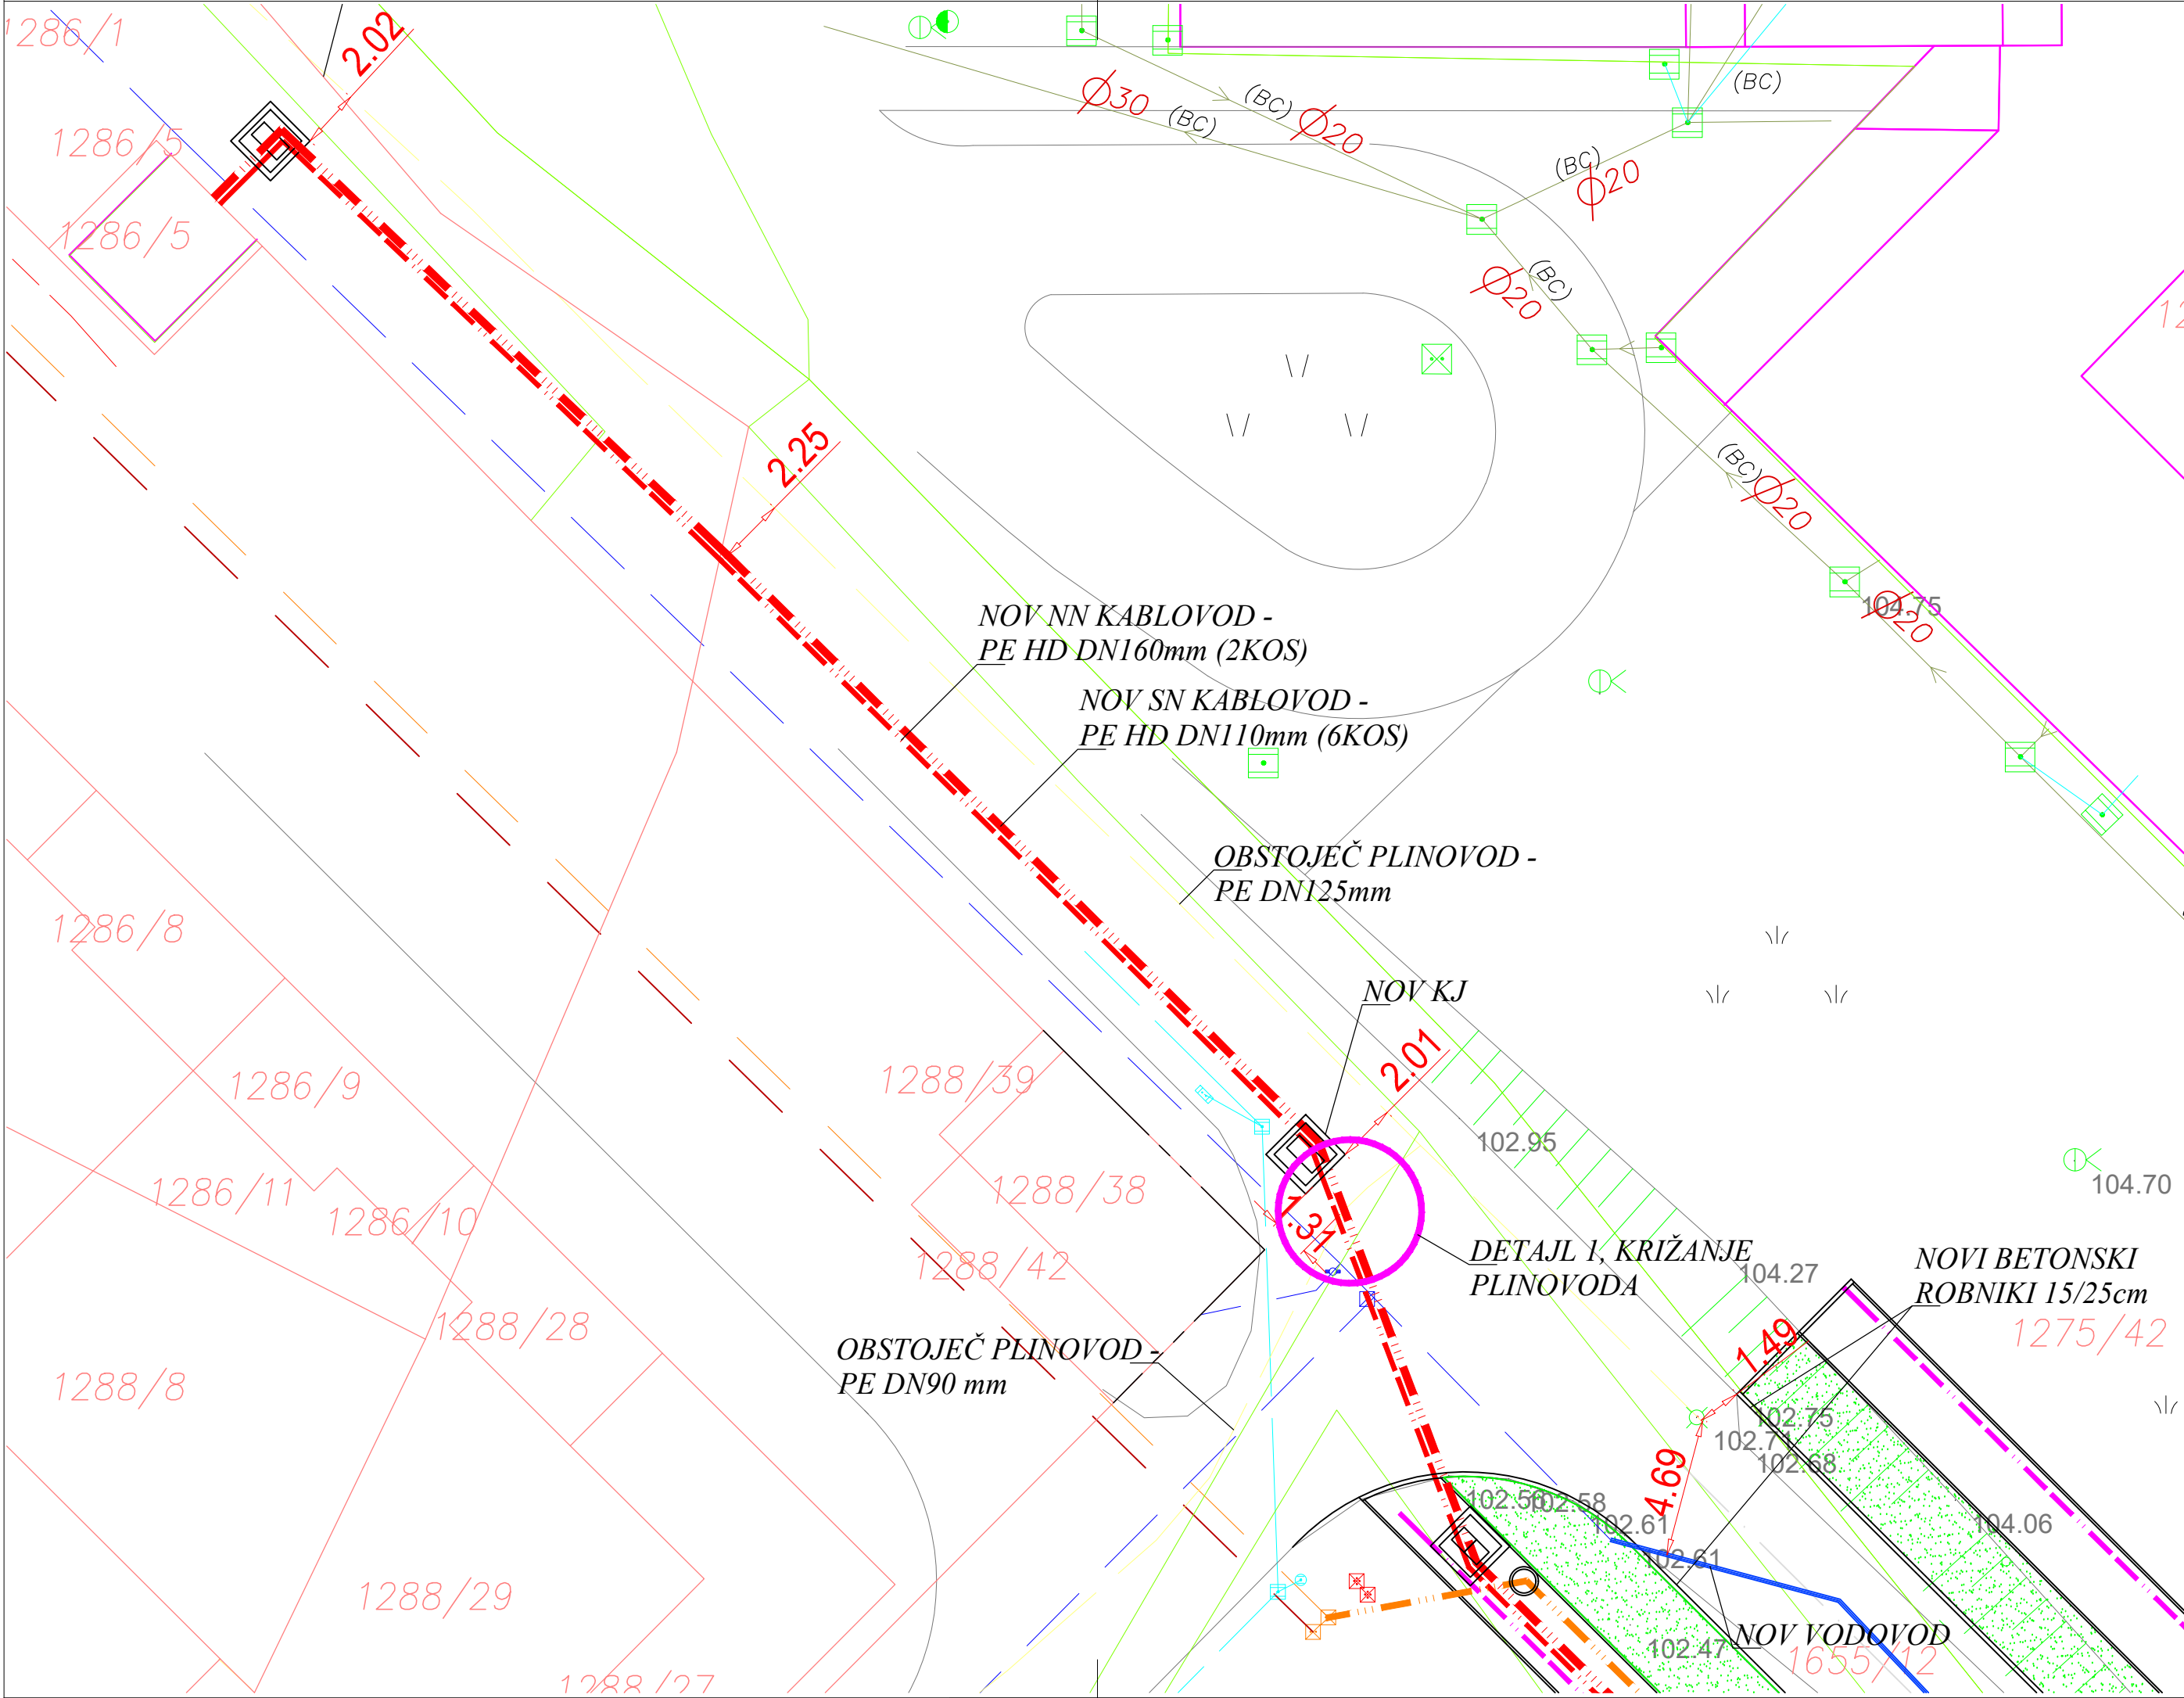 1286/1
2.02
1286/5
1286/5
Ø30
(BC)
(BC)
Ø20
(BC)
(BC)
Ø20
(BC)
Ø20
2.25
(BC)
Ø20
104.75
Ø20
NOV NN KABLOVOD -
PE HD DN160mm (2KOS)
NOV SN KABLOVOD -
PE HD DN110mm (6KOS)
OBSTOJEČ PLINOVOD -
PE DN125mm
1286/8
NOV KJ
2.01
1286/9
1288/39
102.95
1286/11
1286/10
1288/38
104.70
1.31
1288/42
DETAJL 1, KRIŽANJE
PLINOVODA
104.27
NOVI BETONSKI
ROBNIKI 15/25cm
1275/42
1288/28
1.49
OBSTOJEČ PLINOVOD -
PE DN90 mm
1288/8
102.75
102.71
102.68
4.69
102.56
102.58
102.61
104.06
102.61
1288/29
102.47
NOV VODOVOD
1655/12
1288/27